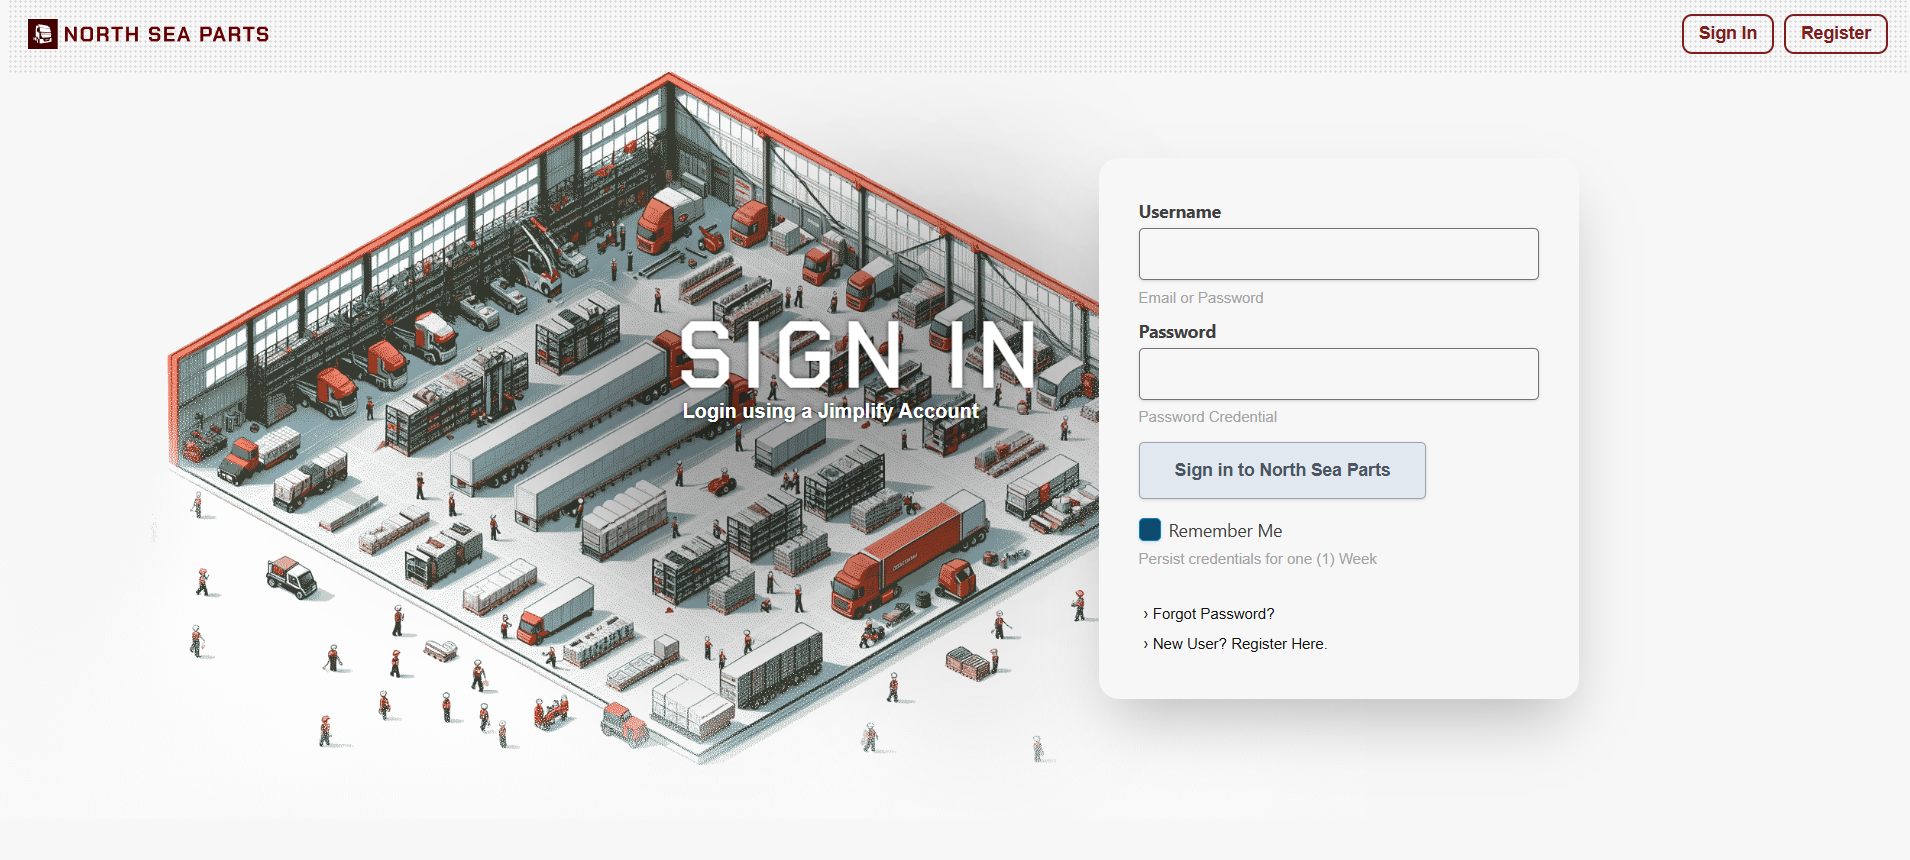 NORTH SEA PARTS
Sign In
Register
SIGN IN
Login using a Jimplify Account
Username
Email or Password
Password
Password Credential
Sign in to North Sea Parts
Remember Me
Persist credentials for one (1) Week
› Forgot Password?
› New User? Register Here.